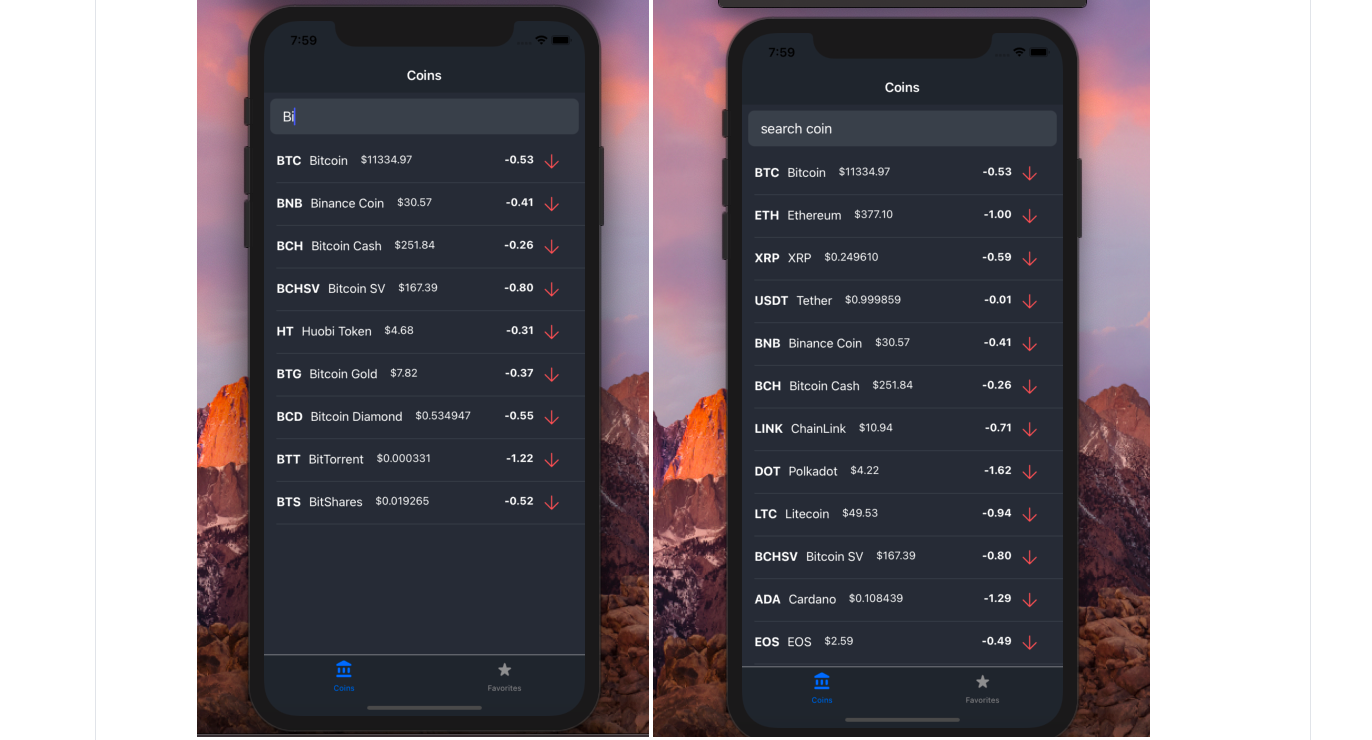 7:59
Coins
Bi
BTC Bitcoin $11334.97 -0.53
BNB Binance Coin $30.57 -0.41
BCH Bitcoin Cash $251.84 -0.26
BCHSV Bitcoin SV $167.39 -0.80
HT Huobi Token $4.68 -0.31
BTG Bitcoin Gold $7.82 -0.37
BCD Bitcoin Diamond $0.534947 -0.55
BTT BitTorrent $0.000331 -1.22
BTS BitShares $0.019265 -0.52
Coins Favorites
7:59
Coins
search coin
BTC Bitcoin $11334.97 -0.53
ETH Ethereum $377.10 -1.00
XRP XRP $0.249610 -0.59
USDT Tether $0.999859 -0.01
BNB Binance Coin $30.57 -0.41
BCH Bitcoin Cash $251.84 -0.26
LINK ChainLink $10.94 -0.71
DOT Polkadot $4.22 -1.62
LTC Litecoin $49.53 -0.94
BCHSV Bitcoin SV $167.39 -0.80
ADA Cardano $0.108439 -1.29
EOS EOS $2.59 -0.49
Coins Favorites